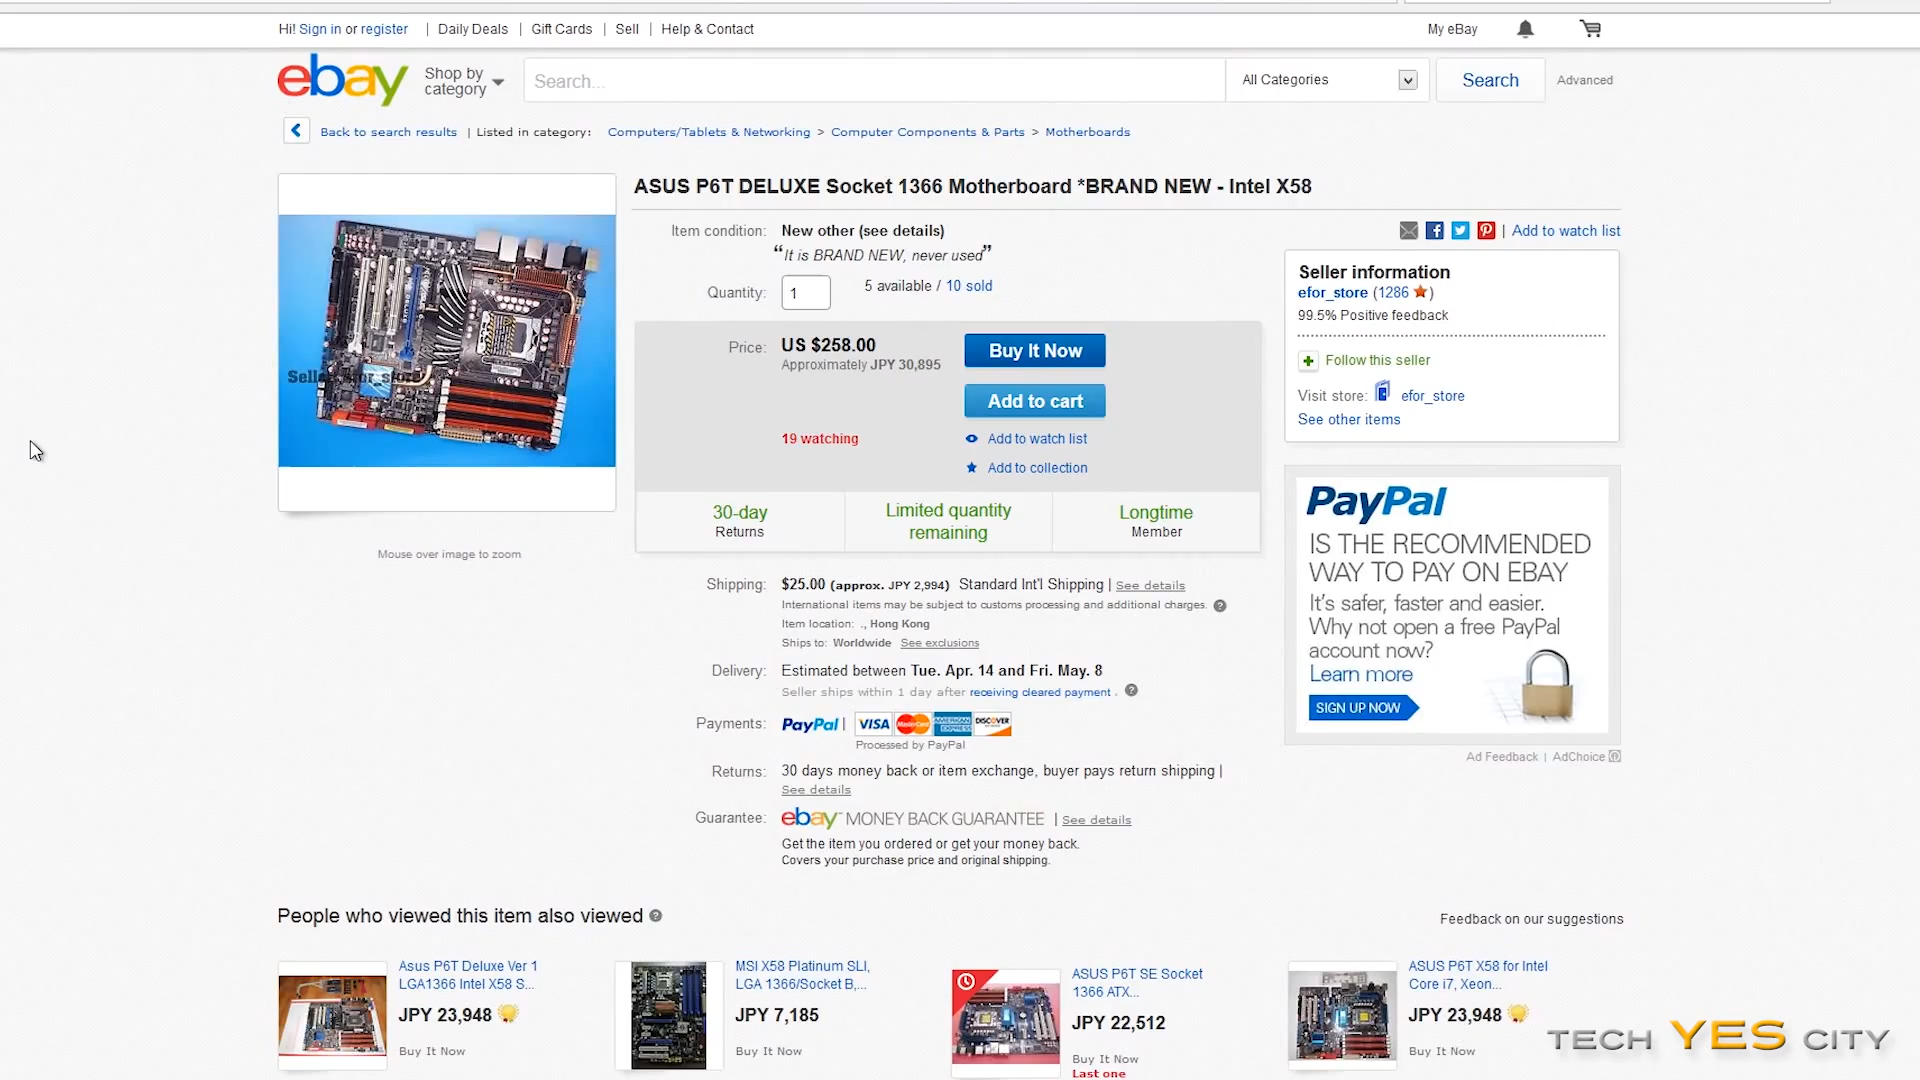 Hi! Sign in or register | Daily Deals | Gift Cards | Sell | Help & Contact
My eBay
ebay
Shop by category
Search...
All Categories
Search
Advanced
Back to search results | Listed in category: Computers/Tablets & Networking > Computer Components & Parts > Motherboards
ASUS P6T DELUXE Socket 1366 Motherboard *BRAND NEW - Intel X58
Item condition: New other (see details)
“It is BRAND NEW, never used”
Quantity: 1 5 available / 10 sold
Price: US $258.00
Approximately JPY 30,895
Buy It Now
Add to cart
19 watching
Add to watch list
Add to collection
30-day
Returns
Limited quantity
remaining
Longtime
Member
Mouse over image to zoom
Shipping: $25.00 (approx. JPY 2,994) Standard Int'l Shipping | See details
International items may be subject to customs processing and additional charges.
Item location: ., Hong Kong
Ships to: Worldwide See exclusions
Delivery: Estimated between Tue. Apr. 14 and Fri. May. 8
Seller ships within 1 day after receiving cleared payment .
Payments: PayPal | VISA MasterCard AMERICAN EXPRESS DISCOVER
Processed by PayPal
Returns: 30 days money back or item exchange, buyer pays return shipping |
See details
Guarantee: ebay™ MONEY BACK GUARANTEE | See details
Get the item you ordered or get your money back.
Covers your purchase price and original shipping.
| Add to watch list
Seller information
efor_store (1286)
99.5% Positive feedback
Follow this seller
Visit store: efor_store
See other items
PayPal
IS THE RECOMMENDED
WAY TO PAY ON EBAY
It's safer, faster and easier.
Why not open a free PayPal
account now?
Learn more
SIGN UP NOW
Ad Feedback | AdChoice
People who viewed this item also viewed
Feedback on our suggestions
Asus P6T Deluxe Ver 1
LGA1366 Intel X58 S...
JPY 23,948
Buy It Now
MSI X58 Platinum SLI,
LGA 1366/Socket B,...
JPY 7,185
Buy It Now
ASUS P6T SE Socket
1366 ATX...
JPY 22,512
Buy It Now
Last one
ASUS P6T X58 for Intel
Core i7, Xeon...
JPY 23,948
Buy It Now
TECH YES CITY